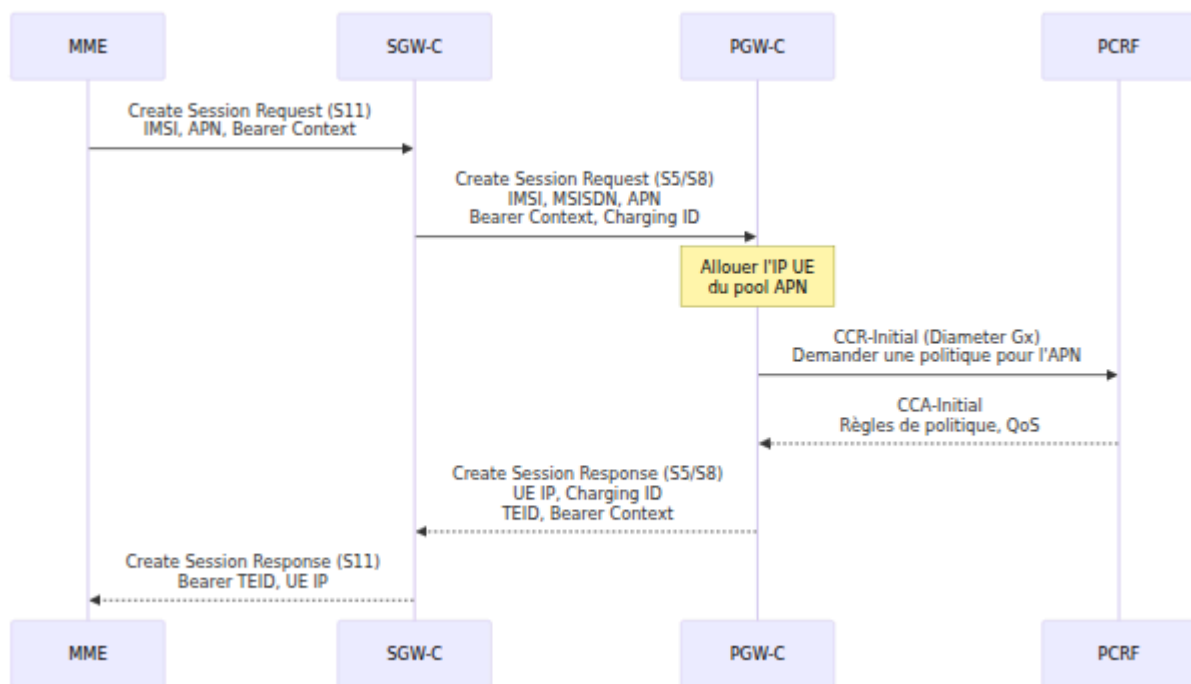 MME
SGW-C
PGW-C
PCRF
Create Session Request (S11)
IMSI, APN, Bearer Context
Create Session Request (S5/S8)
IMSI, MSISDN, APN
Bearer Context, Charging ID
Allouer l'IP UE
du pool APN
CCR-Initial (Diameter Gx)
Demander une politique pour l'APN
CCA-Initial
Règles de politique, QoS
Create Session Response (S5/S8)
UE IP, Charging ID
TEID, Bearer Context
Create Session Response (S11)
Bearer TEID, UE IP
MME
SGW-C
PGW-C
PCRF